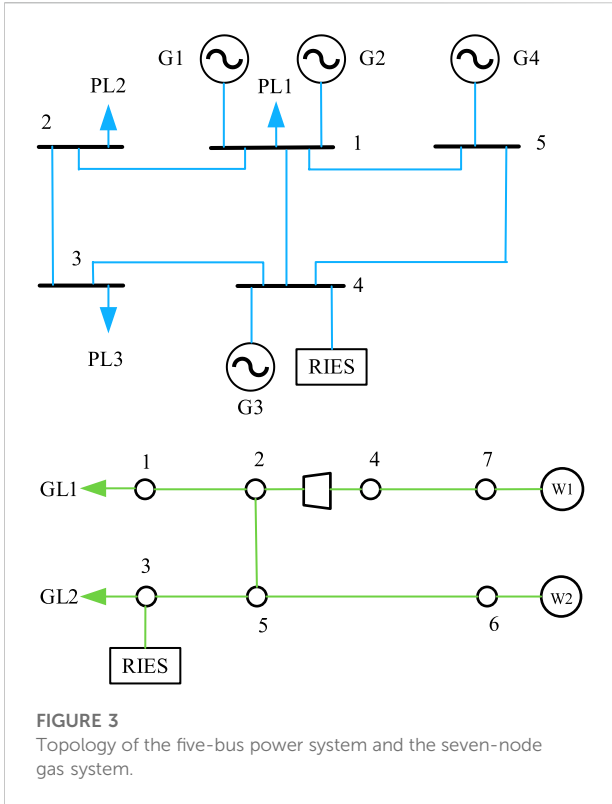 G1
G2
G4
PL2
PL1
2
1
5
3
4
PL3
RIES
G3
1
2
4
7
GL1
W1
3
GL2
W2
5
6
RIES
FIGURE 3
Topology of the five-bus power system and the seven-node
gas system.